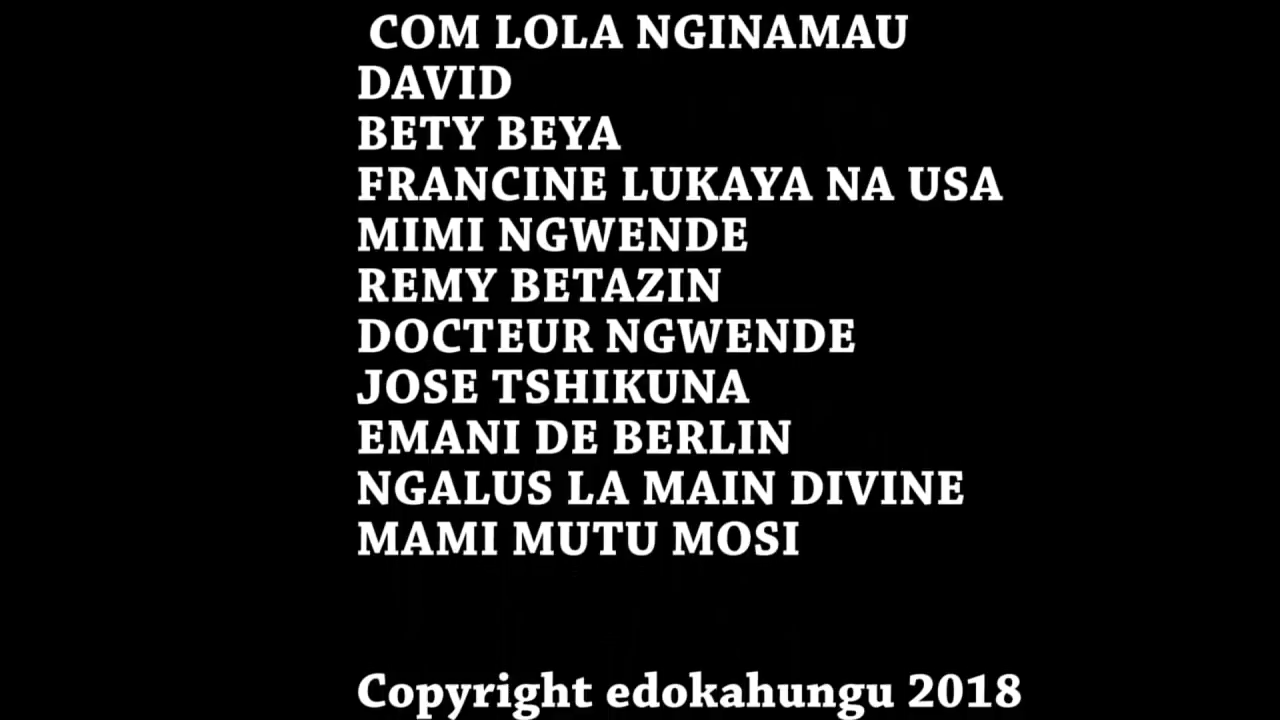 COM LOLA NGINAMAU
DAVID
BETY BEYA
FRANCINE LUKAYA NA USA
MIMI NGWENDE
REMY BETAZIN
DOCTEUR NGWENDE
JOSE TSHIKUNA
EMANI DE BERLIN
NGALUS LA MAIN DIVINE
MAMI MUTU MOSI
Copyright edokahungu 2018